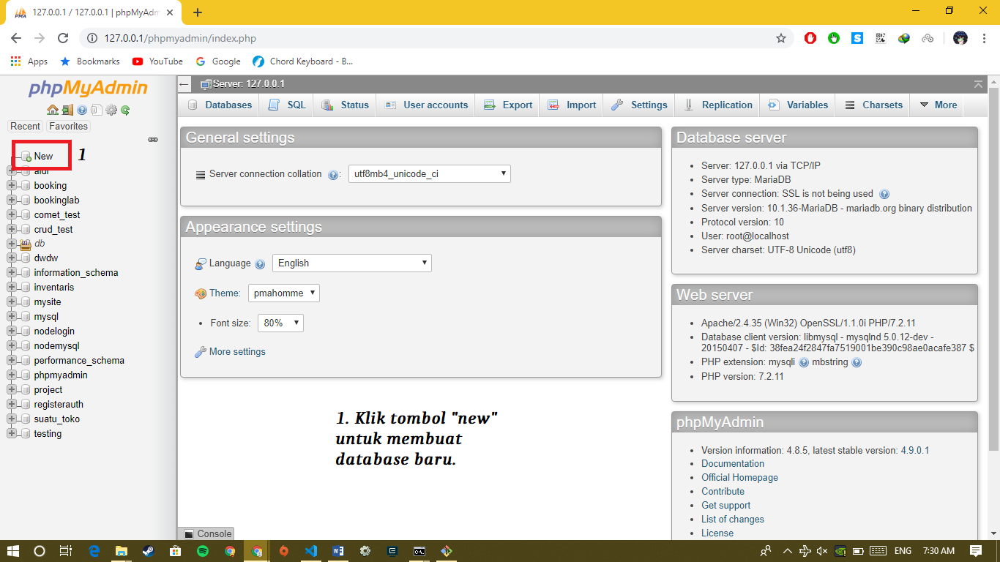 127.0.0.1 / 127.0.0.1 | phpMyAdm
127.0.0.1/phpmyadmin/index.php
Apps Bookmarks YouTube Google Chord Keyboard - B...
phpMyAdmin
Recent Favorites
New 1
aldi
booking
bookinglab
comet_test
crud_test
db
dwdw
information_schema
inventaris
mysite
mysql
nodelogin
nodemysql
performance_schema
phpmyadmin
project
registerauth
suatu_toko
testing
Server: 127.0.0.1
Databases SQL Status User accounts Export Import Settings Replication Variables Charsets More
General settings
Server connection collation : utf8mb4_unicode_ci
Appearance settings
Language English
Theme: pmahomme
Font size: 80%
More settings
1. Klik tombol "new"
untuk membuat
database baru.
Database server
Server: 127.0.0.1 via TCP/IP
Server type: MariaDB
Server connection: SSL is not being used
Server version: 10.1.36-MariaDB - mariadb.org binary distribution
Protocol version: 10
User: root@localhost
Server charset: UTF-8 Unicode (utf8)
Web server
Apache/2.4.35 (Win32) OpenSSL/1.1.0i PHP/7.2.11
Database client version: libmysql - mysqlnd 5.0.12-dev -
20150407 - $Id: 38fea24f2847fa7519001be390c98ae0acafe387 $
PHP extension: mysqli mbstring
PHP version: 7.2.11
phpMyAdmin
Version information: 4.8.5, latest stable version: 4.9.0.1
Documentation
Official Homepage
Contribute
Get support
List of changes
License
Console
ENG 7:30 AM